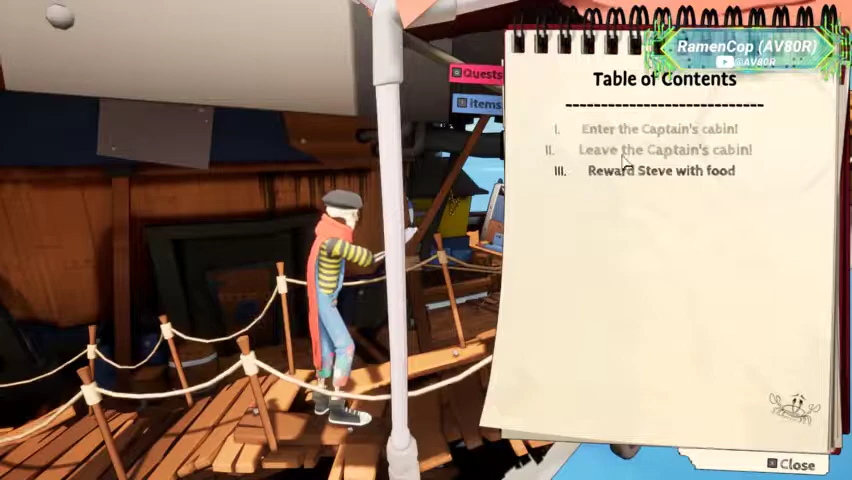 RamenCop (AV80R)
@AV80R
Quests
items
Table of Contents
I. Enter the Captain's cabin!
II. Leave the Captain's cabin!
III. Reward Steve with food
Close